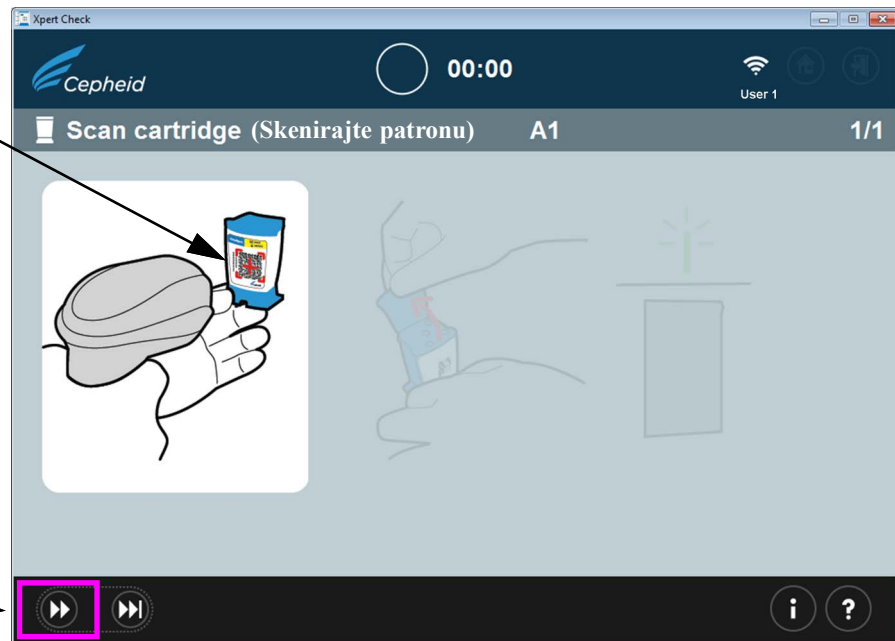 Xpert Check
Cepheid
00:00
User 1
Scan cartridge (Skenirajte patronu) A1 1/1
i ?